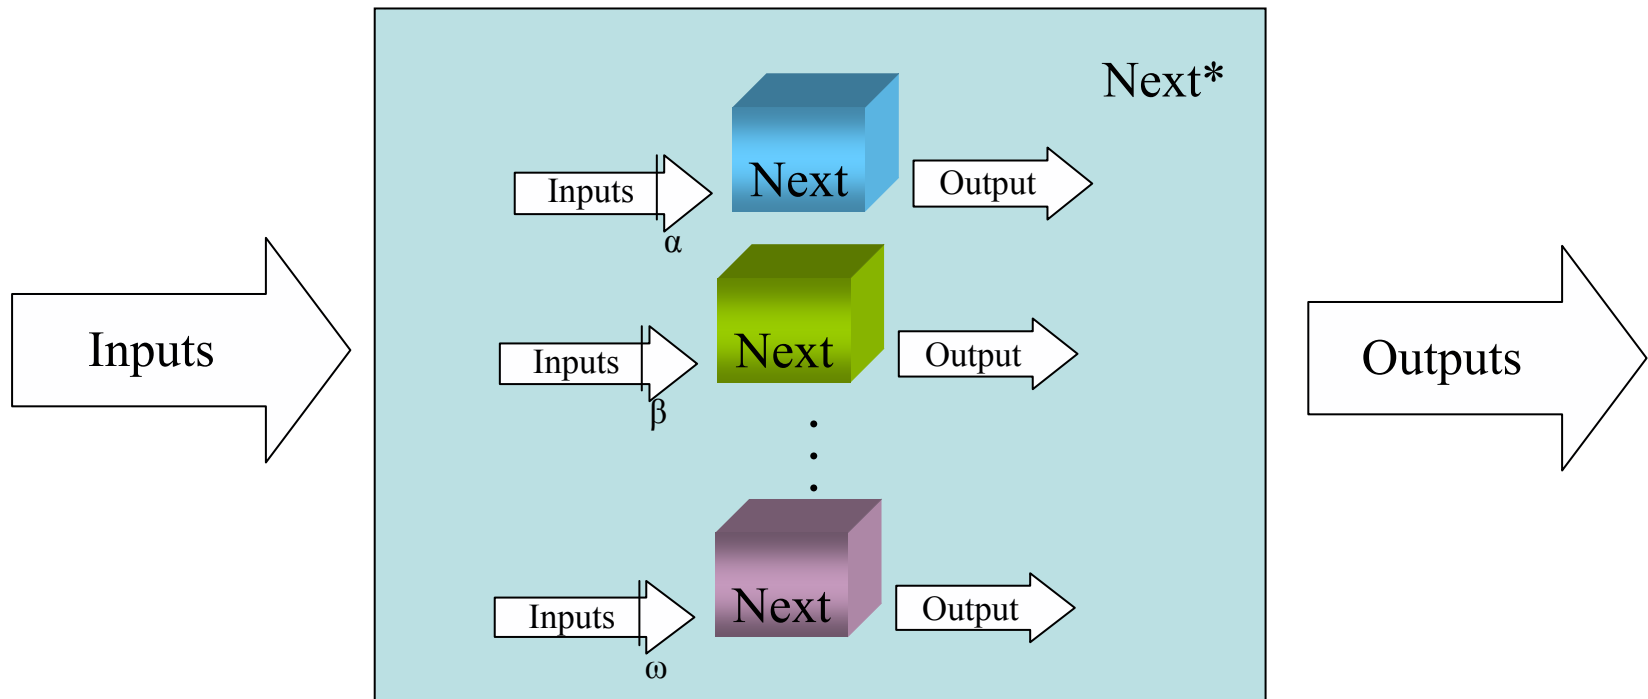 Next*
Inputs
Next
Output
α
Inputs
Next
Output
β
Inputs
Outputs
Inputs
Next
Output
ω